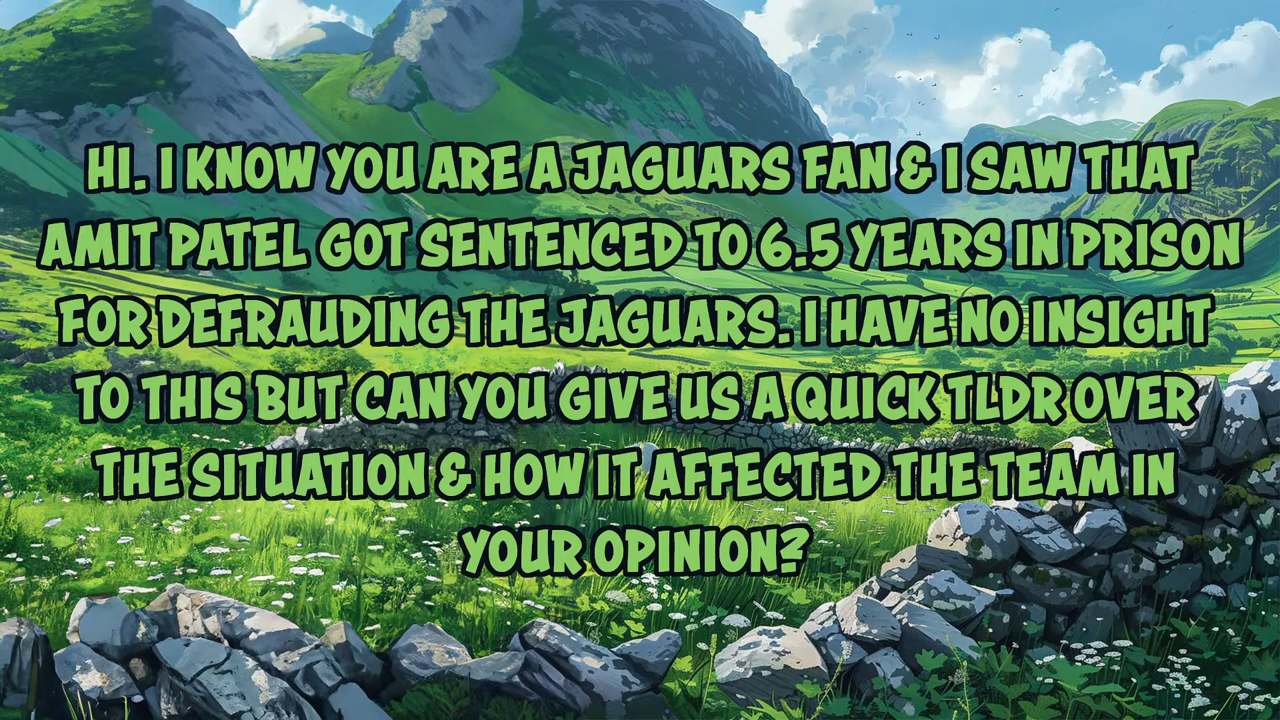 HI. I KNOW YOU ARE A JAGUARS FAN & I SAW THAT
AMIT PATEL GOT SENTENCED TO 6.5 YEARS IN PRISON
FOR DEFRAUDING THE JAGUARS. I HAVE NO INSIGHT
TO THIS BUT CAN YOU GIVE US A QUICK TLDR OVER
THE SITUATION & HOW IT AFFECTED THE TEAM IN
YOUR OPINION?